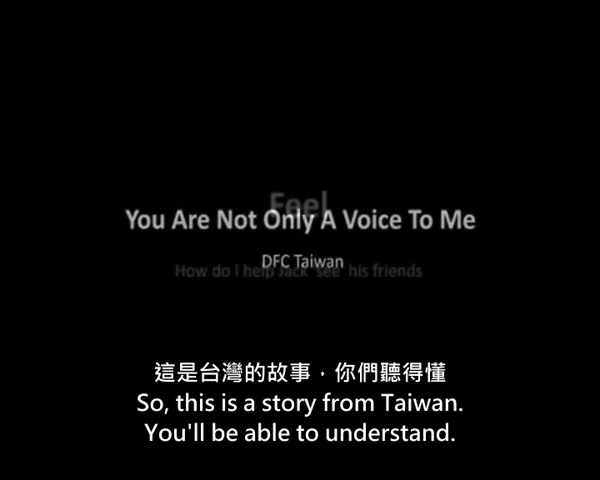 Feel
You Are Not Only A Voice To Me
DFC Taiwan
How do I help Jack 'see' his friends
這是台灣的故事，你們聽得懂
So, this is a story from Taiwan.
You'll be able to understand.